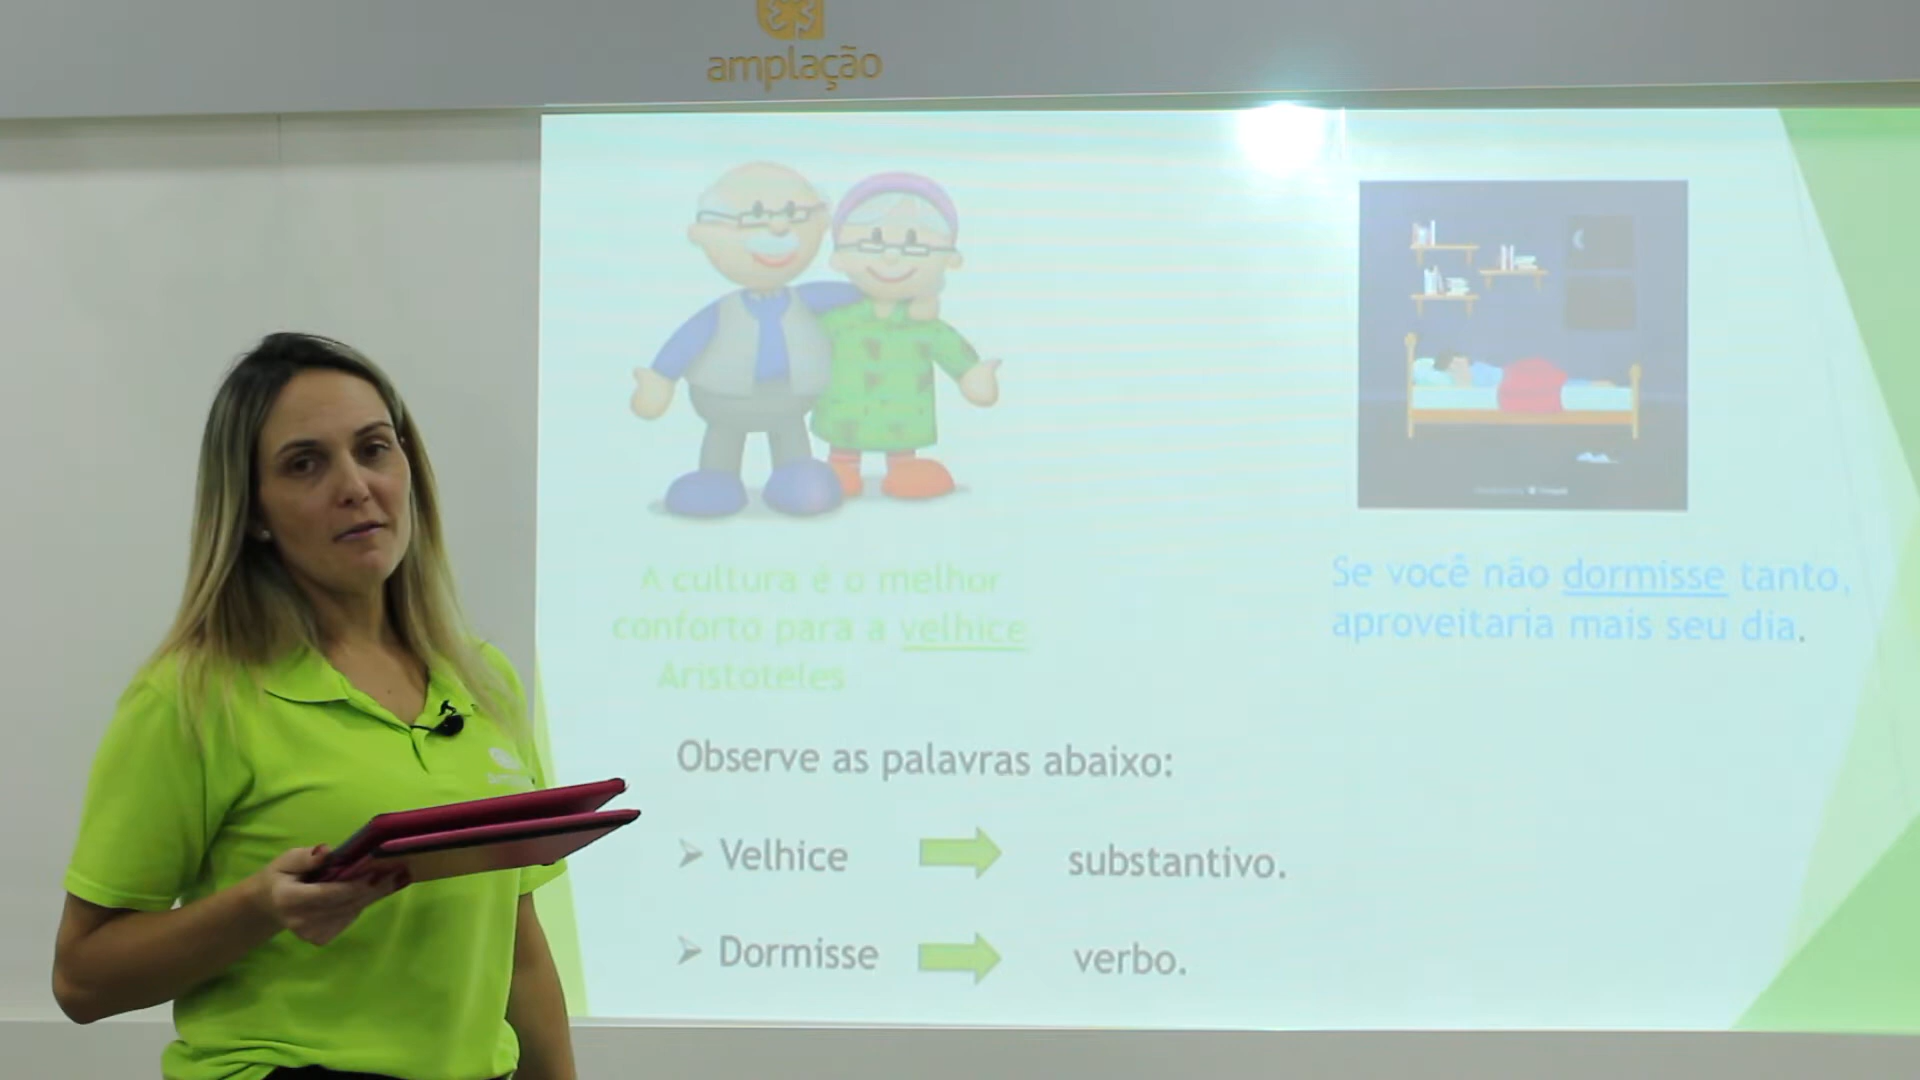 amplação
A cultura é o melhor
conforto para a velhice
Aristóteles
Se você não dormisse tanto,
aproveitaria mais seu dia.
Observe as palavras abaixo:
Velhice
substantivo.
Dormisse
verbo.